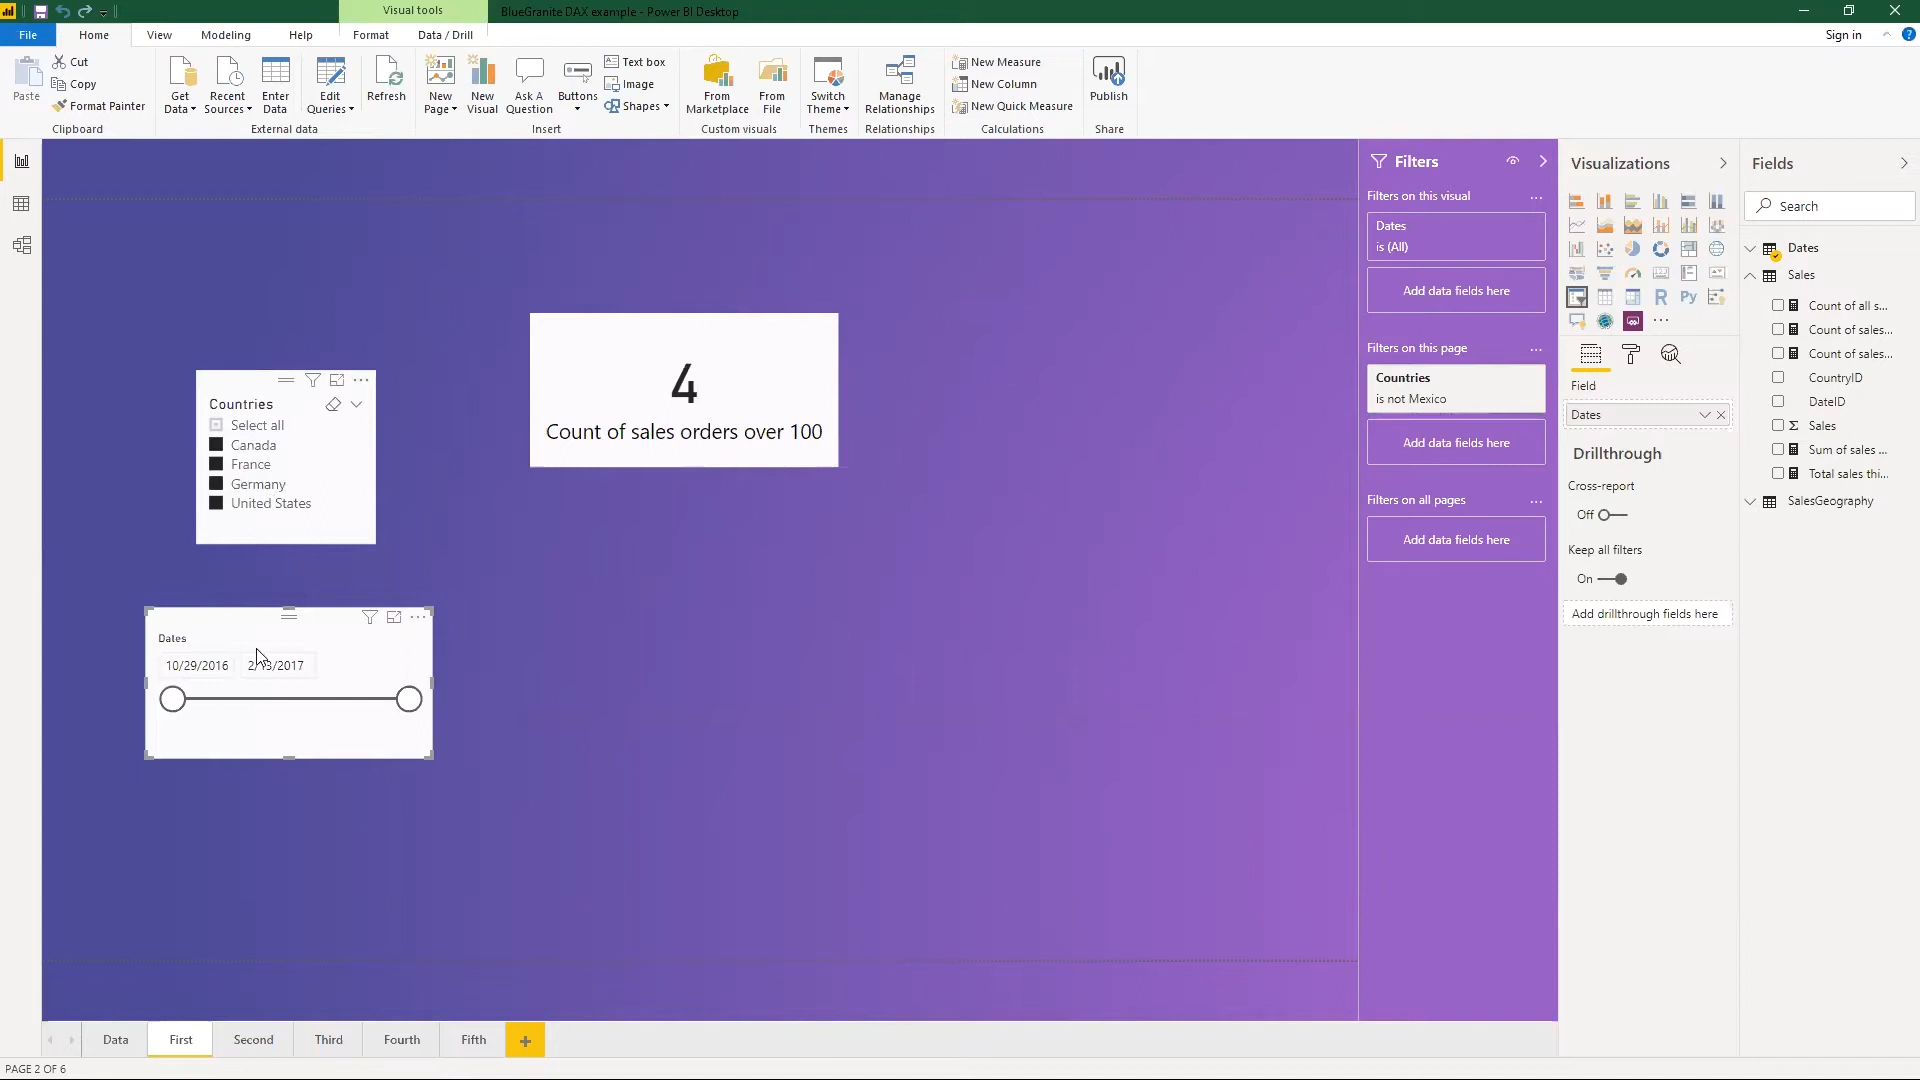 Visual tools
BlueGranite DAX example - Power BI Desktop
File
Home
View
Modeling
Help
Format
Data / Drill
Sign in
?
Paste
Cut
Copy
Format Painter
Clipboard
Get
Data
Recent
Sources
Enter
Data
Edit
Queries
Refresh
External data
New
Page
New
Visual
Ask A
Question
Buttons
Text box
Image
Shapes
Insert
From
Marketplace
From
File
Custom visuals
Switch
Theme
Themes
Manage
Relationships
Relationships
New Measure
New Column
New Quick Measure
Calculations
Publish
Share
Countries
Select all
Canada
France
Germany
United States
4
Count of sales orders over 100
Dates
10/29/2016
2/13/2017
Filters
Filters on this visual
...
Dates
is (All)
Add data fields here
Filters on this page
...
Countries
is not Mexico
Add data fields here
Filters on all pages
...
Add data fields here
Visualizations
R
Py
...
Field
Dates
Drillthrough
Cross-report
Off
Keep all filters
On
Add drillthrough fields here
Fields
Search
Dates
Sales
Count of all s...
Count of sales...
Count of sales...
CountryID
DateID
Σ Sales
Sum of sales ...
Total sales thi...
SalesGeography
Data
First
Second
Third
Fourth
Fifth
+
PAGE 2 OF 6